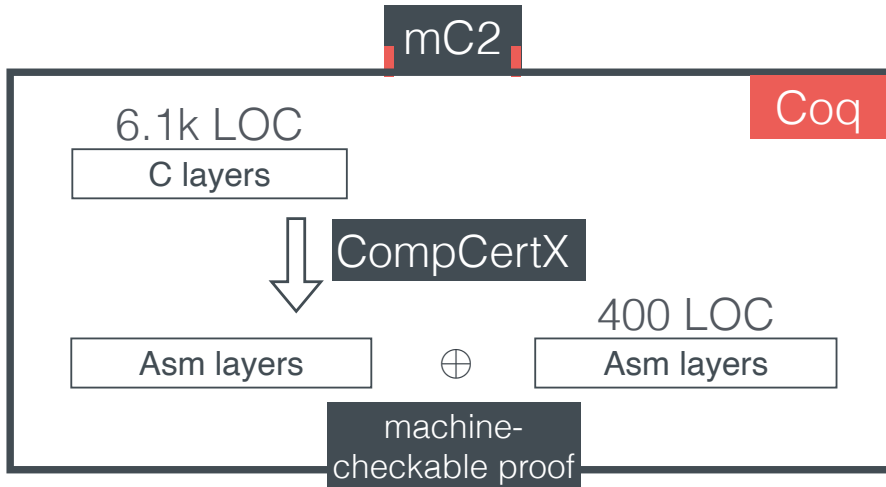 mC2
Coq
6.1k LOC
C layers
CompCertX
400 LOC
Asm layers
⊕
Asm layers
machine-
checkable proof